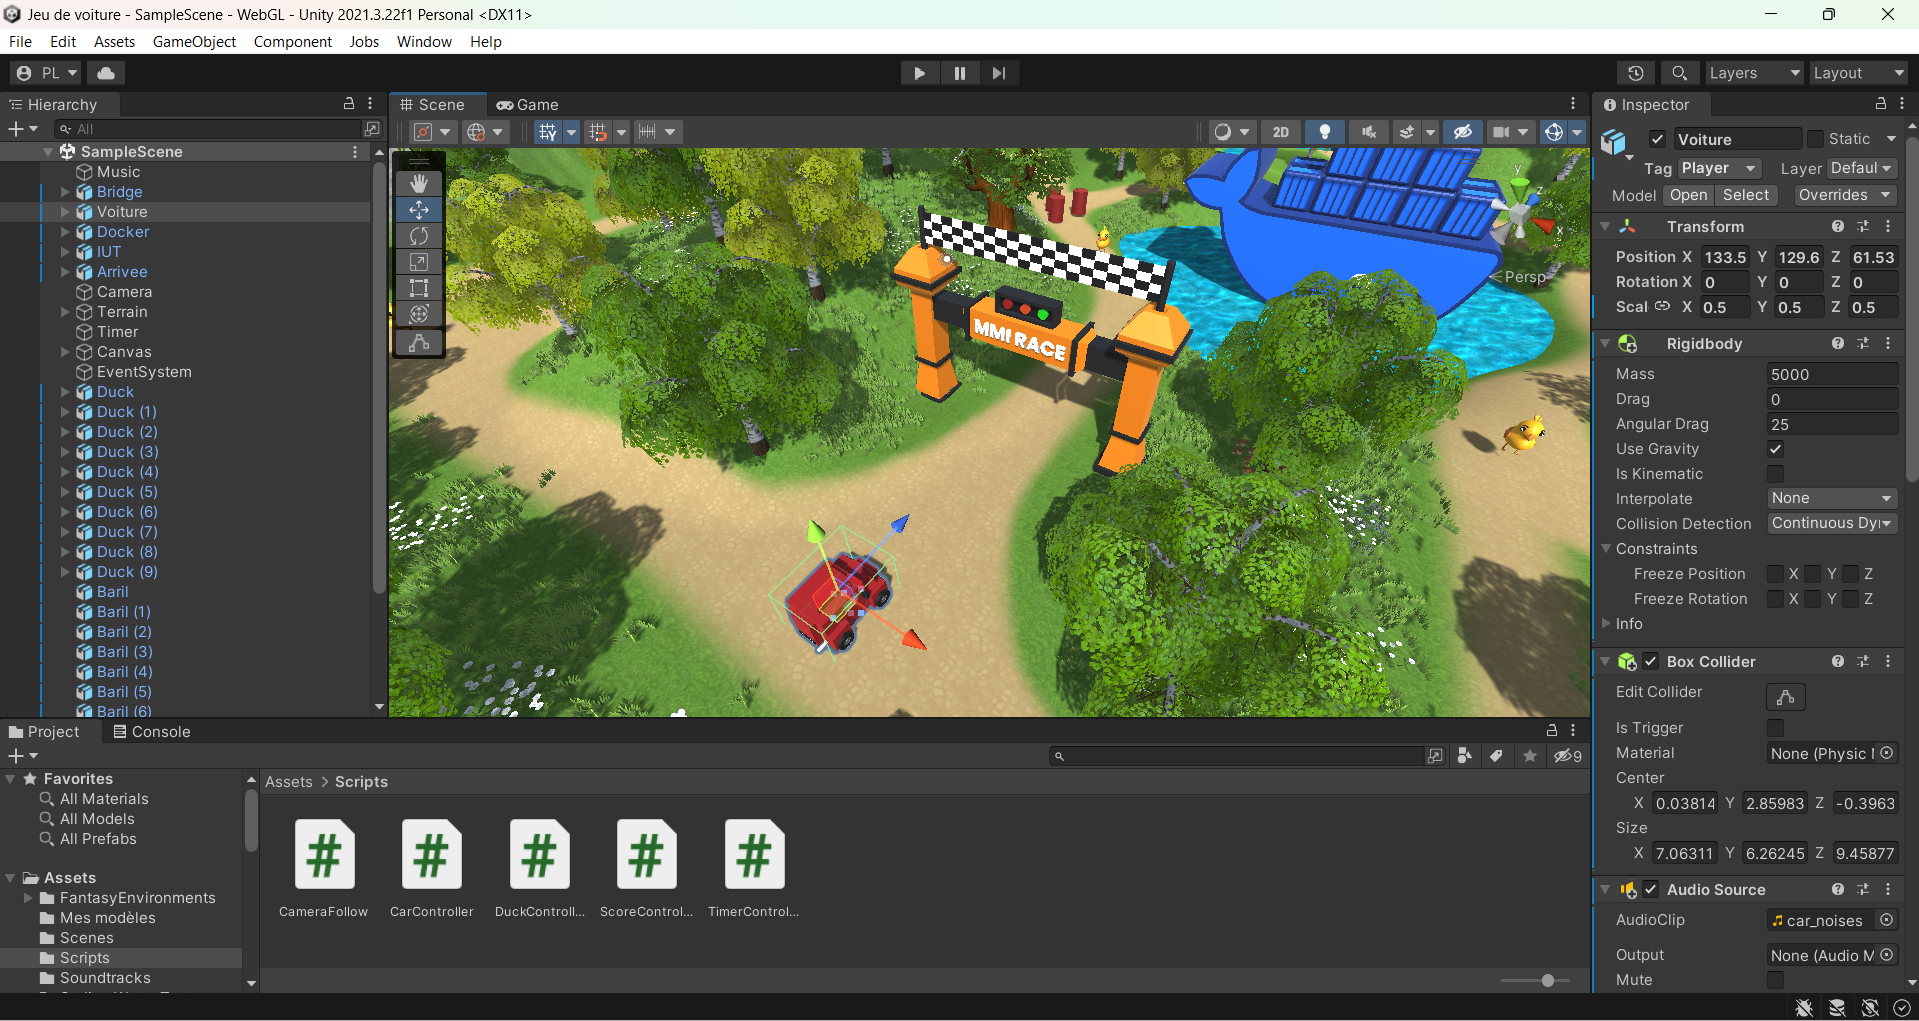 Jeu de voiture - SampleScene - WebGL - Unity 2021.3.22f1 Personal <DX11>
File Edit Assets GameObject Component Jobs Window Help
PL
Layers
Layout
Hierarchy
All
SampleScene
Music
Bridge
Voiture
Docker
IUT
Arrivee
Camera
Terrain
Timer
Canvas
EventSystem
Duck
Duck (1)
Duck (2)
Duck (3)
Duck (4)
Duck (5)
Duck (6)
Duck (7)
Duck (8)
Duck (9)
Baril
Baril (1)
Baril (2)
Baril (3)
Baril (4)
Baril (5)
Baril (6)
Scene Game
2D
y
z
x
Persp
MMI RACE
Inspector
Voiture Static
Tag Player Layer Defaul
Model Open Select Overrides
Transform
Position X 133.5 Y 129.6 Z 61.53
Rotation X 0 Y 0 Z 0
Scal X 0.5 Y 0.5 Z 0.5
Rigidbody
Mass 5000
Drag 0
Angular Drag 25
Use Gravity
Is Kinematic
Interpolate None
Collision Detection Continuous Dyi
Constraints
Freeze Position X Y Z
Freeze Rotation X Y Z
Info
Box Collider
Edit Collider
Is Trigger
Material None (Physic
Center
X 0.03814 Y 2.85983 Z -0.3963
Size
X 7.06311 Y 6.26245 Z 9.45877
Audio Source
AudioClip car_noises
Output None (Audio M
Mute
Project Console
9
Favorites
All Materials
All Models
All Prefabs
Assets
FantasyEnvironments
Mes modèles
Scenes
Scripts
Soundtracks
Assets > Scripts
CameraFollow CarController DuckControll... ScoreControl... TimerControl...